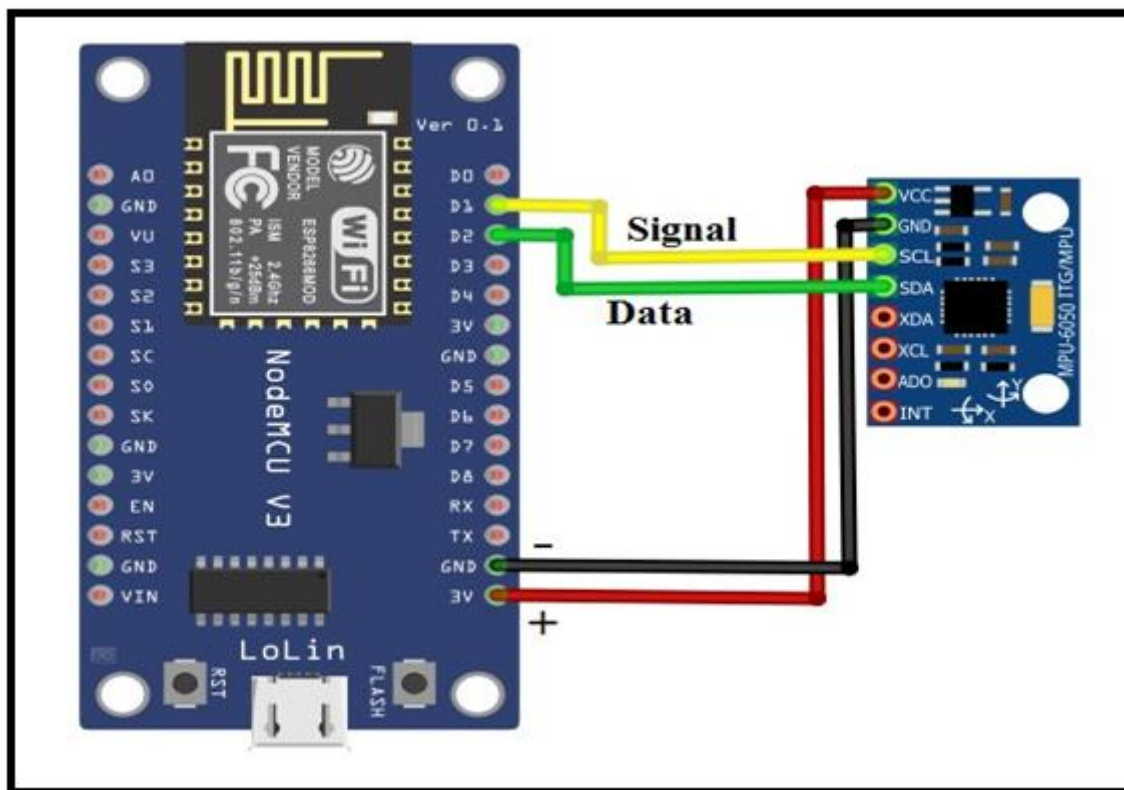 Ver 0.1
MODEL
VENDOR
ESP8266MOD
FC
WiFi
ISM 2.4Ghz
PA +25dBm
802.11b/g/n
A0
GND
VU
S3
S2
S1
SC
S0
SK
GND
3V
EN
RST
GND
VIN
D0
D1
D2
D3
D4
3V
GND
D5
D6
D7
D8
RX
TX
GND
3V
NodeMCU V3
LoLin
RST
FLASH
Signal
Data
-
+
VCC
GND
SCL
SDA
XDA
XCL
ADO
INT
MPU-6050 ITG/MPU
Y
X